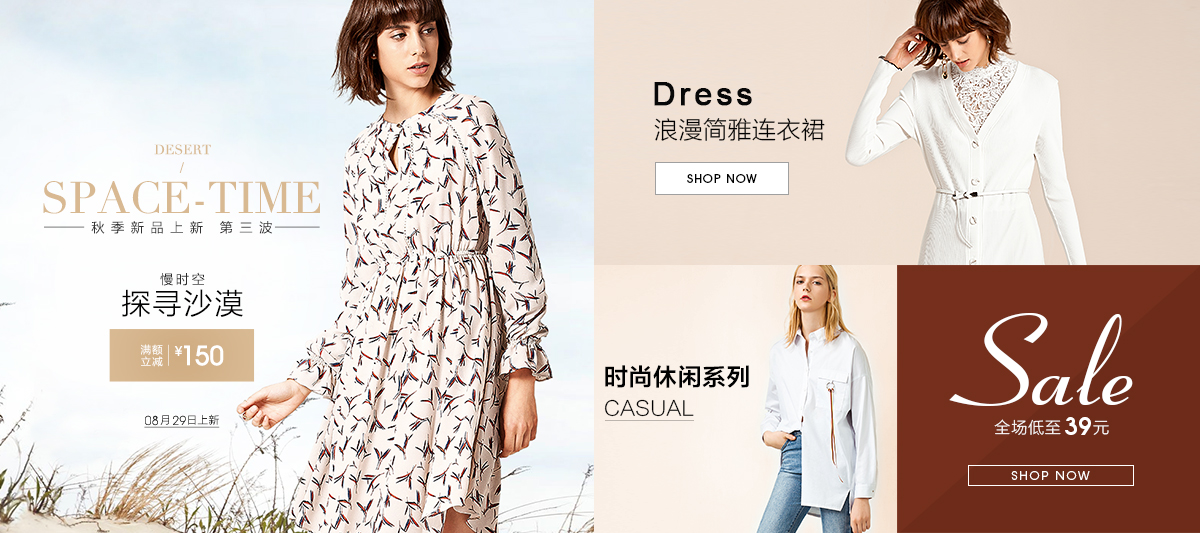 DESERT
/
SPACE-TIME
秋季新品上新 第三波
慢时空
探寻沙漠
满额立减 ¥150
08月29日上新
Dress
浪漫简雅连衣裙
SHOP NOW
时尚休闲系列
CASUAL
Sale
全场低至39元
SHOP NOW